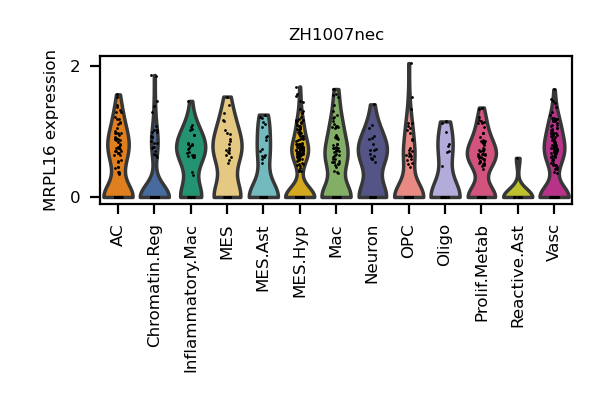 ZH1007nec
MRPL16 expression
2
0
AC
Chromatin.Reg
Inflammatory.Mac
MES
MES.Ast
MES.Hyp
Mac
Neuron
OPC
Oligo
Prolif.Metab
Reactive.Ast
Vasc